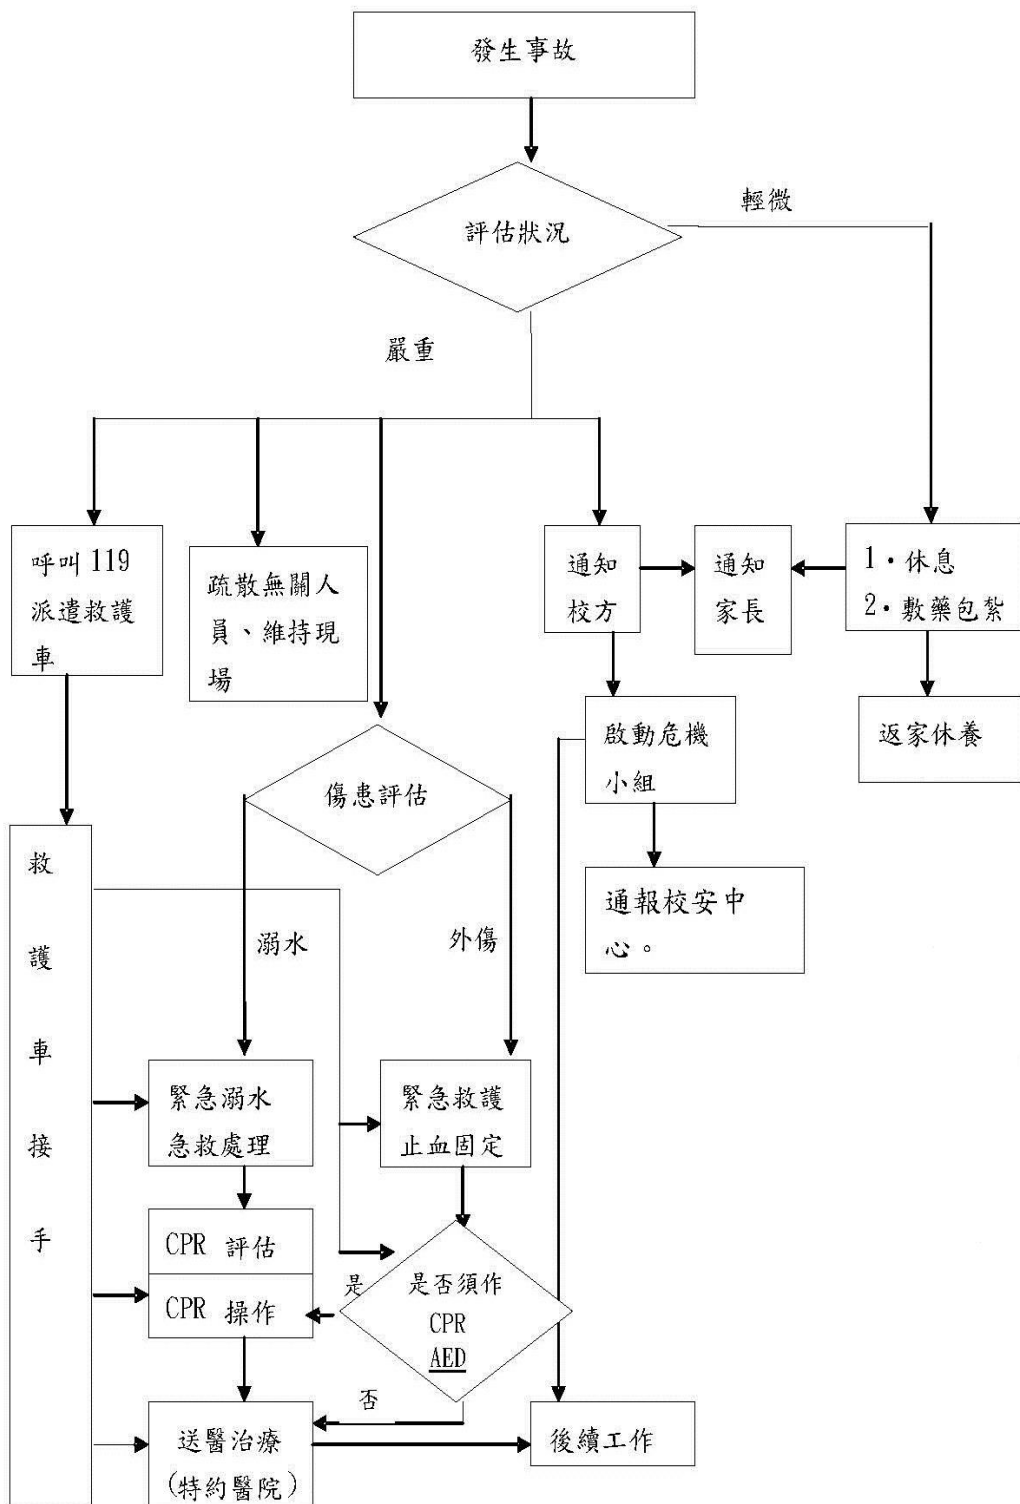 發生事故
評估狀況
輕微
嚴重
呼叫 119
派遣救護
車
疏散無關人
員、維持現
場
通知
校方
通知
家長
1·休息
2·敷藥包紮
啟動危機
小組
返家休養
傷患評估
通報校安中
心。
溺水
外傷
救
護
車
接
手
緊急溺水
急救處理
緊急救護
止血固定
CPR 評估
CPR 操作
是
是否須作
CPR
AED
否
送醫治療
(特約醫院)
後續工作